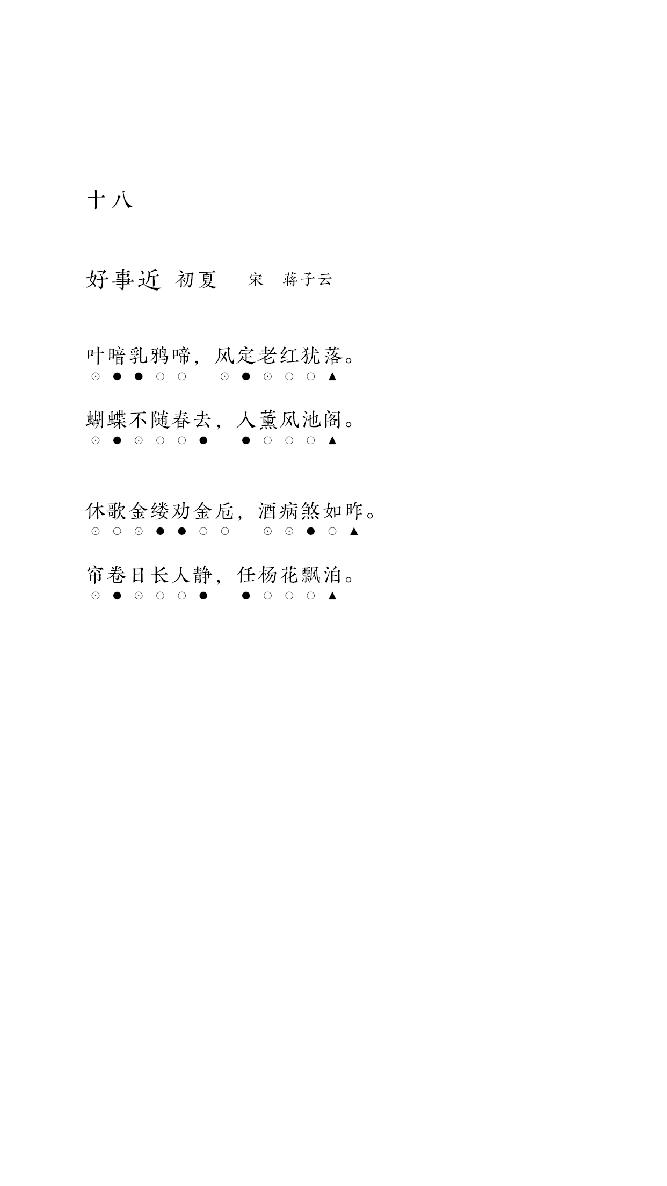 十八
好事近 初夏 宋 蒋子云
叶暗乳鸦啼，风定老红犹落。
⊙●●○○ ⊙●⊙○○▲
蝴蝶不随春去，人薰风池阁。
⊙●⊙○○● ●○○○▲
休歌金缕劝金卮，酒病煞如昨。
⊙○⊙●●○○ ⊙⊙●○▲
帘卷日长人静，任杨花飘泊。
⊙●⊙○○● ●○○○▲